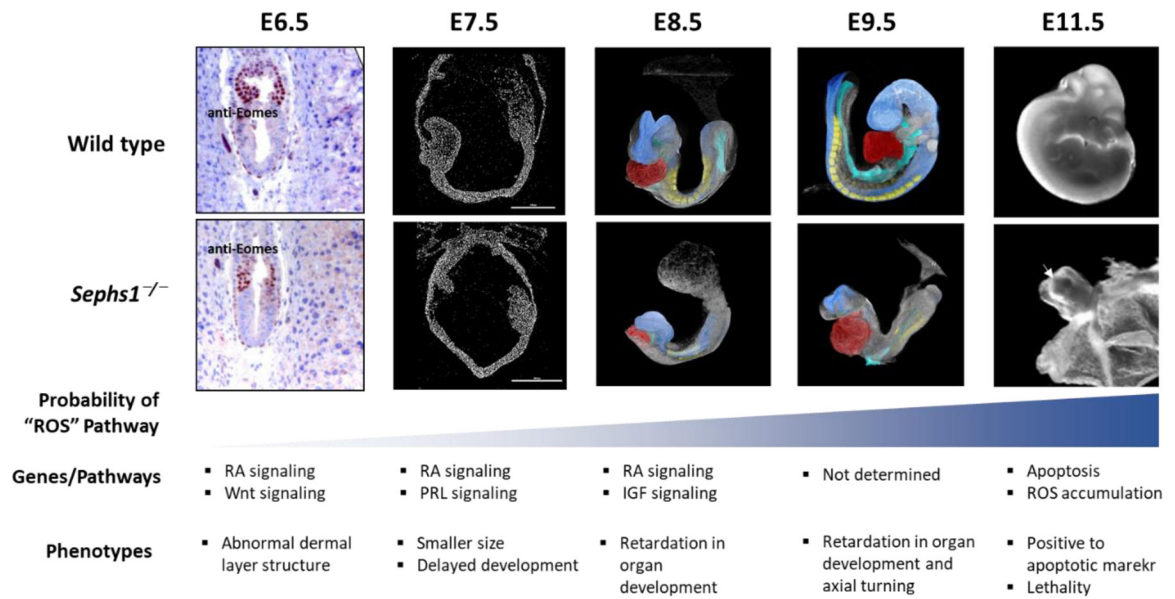 E6.5 E7.5 E8.5 E9.5 E11.5
anti-Eomes
Wild type
anti-Eomes
Sephs1⁻/⁻
Probability of
"ROS" Pathway
Genes/Pathways
▪ RA signaling
▪ Wnt signaling
▪ RA signaling
▪ PRL signaling
▪ RA signaling
▪ IGF signaling
▪ Not determined
▪ Apoptosis
▪ ROS accumulation
Phenotypes
▪ Abnormal dermal
layer structure
▪ Smaller size
▪ Delayed development
▪ Retardation in
organ
development
▪ Retardation in organ
development and
axial turning
▪ Positive to
apoptotic marekr
▪ Lethality